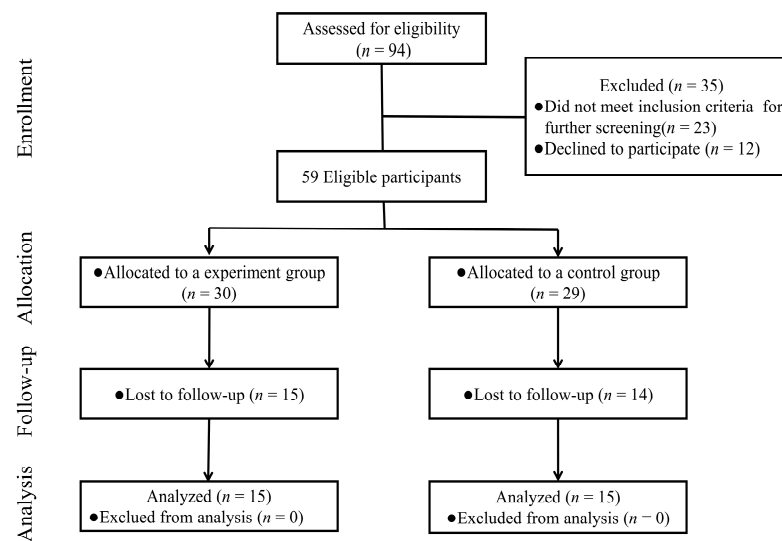 Assessed for eligibility
(n = 94)
Excluded (n = 35)
●Did not meet inclusion criteria for
further screening(n = 23)
●Declined to participate (n = 12)
Enrollment
59 Eligible participants
Allocation
●Allocated to a experiment group
(n = 30)
●Allocated to a control group
(n = 29)
Follow-up
●Lost to follow-up (n = 15)
●Lost to follow-up (n = 14)
Analysis
Analyzed (n = 15)
●Exclued from analysis (n = 0)
Analyzed (n = 15)
●Excluded from analysis (n = 0)